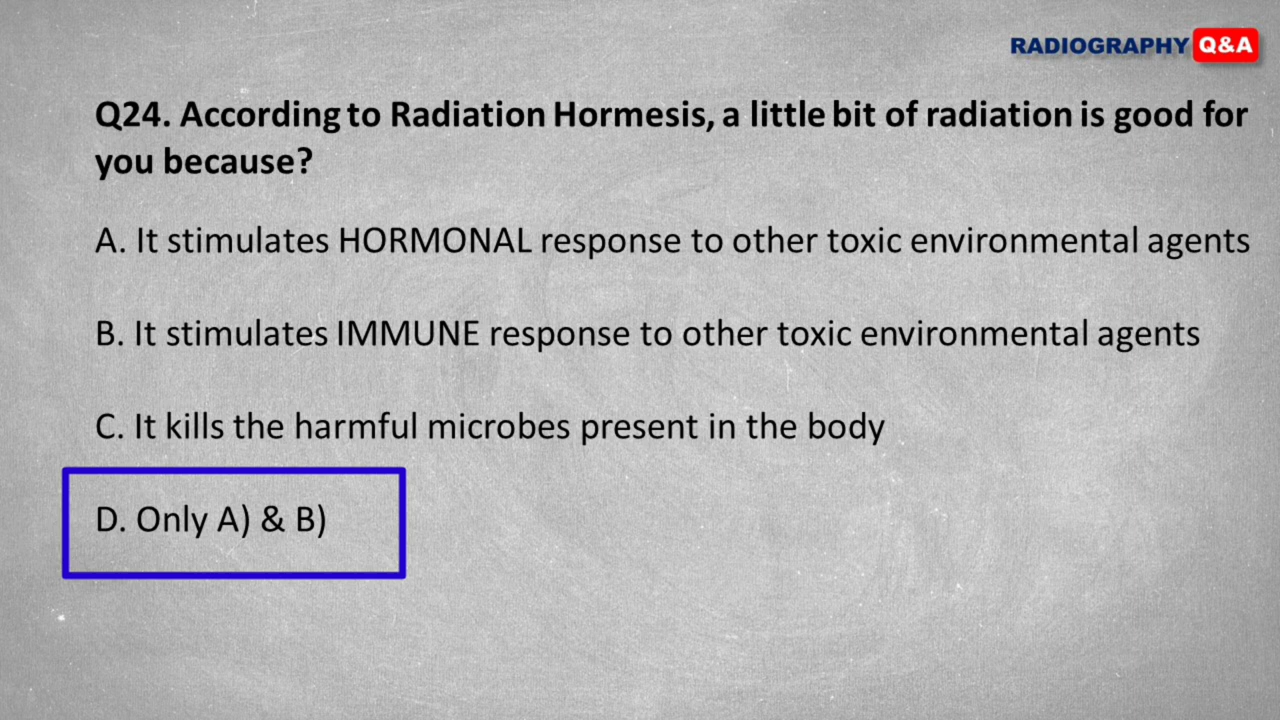 RADIOGRAPHY Q&A
Q24. According to Radiation Hormesis, a little bit of radiation is good for
you because?
A. It stimulates HORMONAL response to other toxic environmental agents
B. It stimulates IMMUNE response to other toxic environmental agents
C. It kills the harmful microbes present in the body
D. Only A) & B)